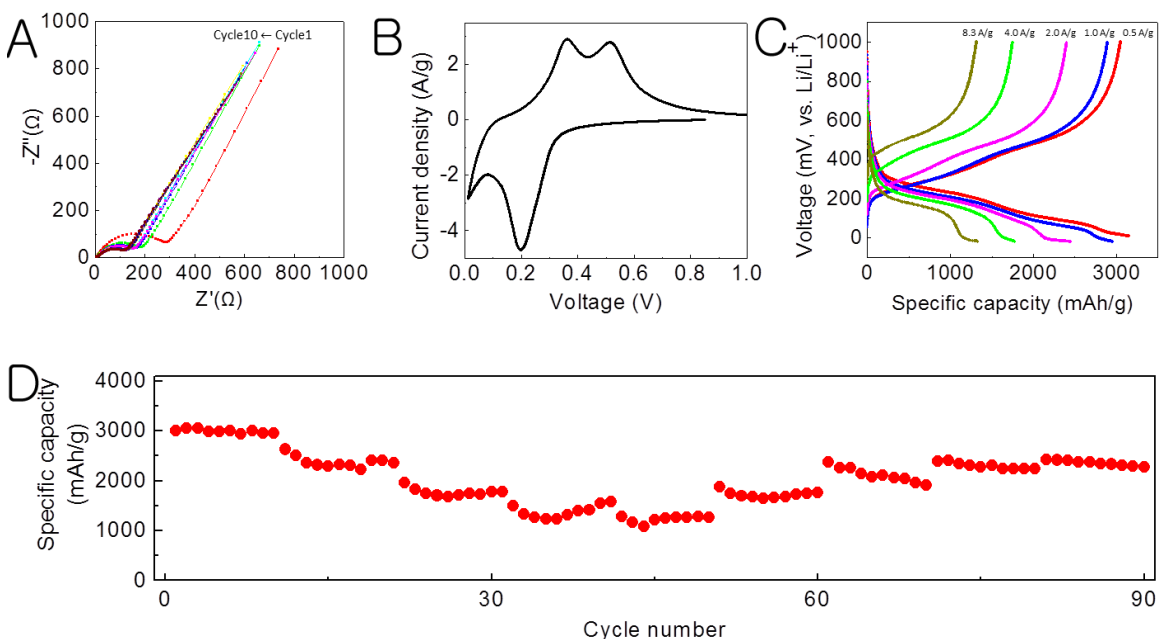 A
1000
800
600
400
200
0
-Z"(Ω)
Cycle10 ← Cycle1
0 200 400 600 800 1000
Z'(Ω)
B
2
0
-2
-4
Current density (A/g)
0.0 0.2 0.4 0.6 0.8 1.0
Voltage (V)
C
1000
800
600
400
200
0
Voltage (mV, vs. Li/Li+)
8.3 A/g 4.0 A/g 2.0 A/g 1.0 A/g 0.5 A/g
0 1000 2000 3000
Specific capacity (mAh/g)
D
4000
3000
2000
1000
0
Specific capacity
(mAh/g)
0 30 60 90
Cycle number